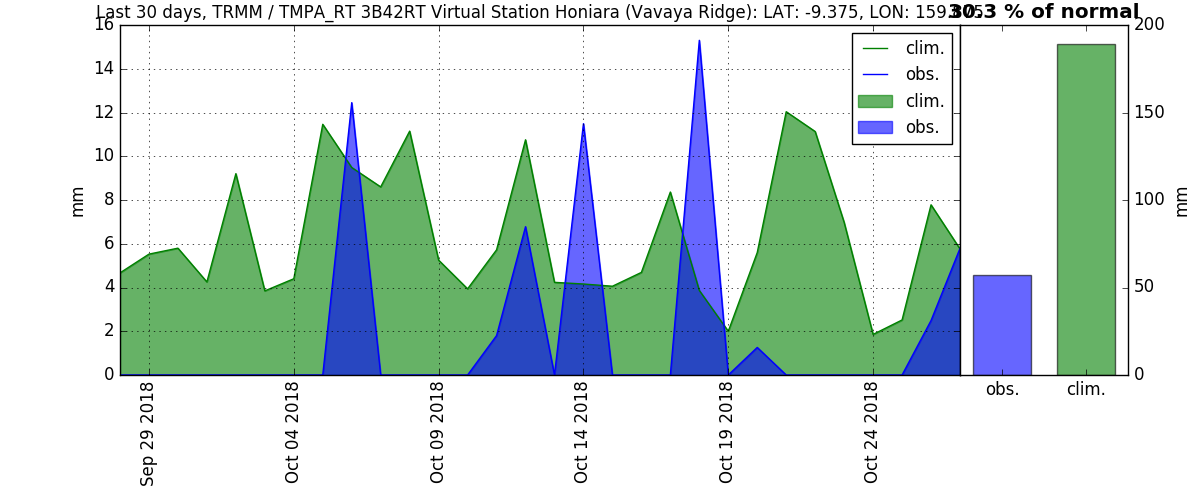 Last 30 days, TRMM / TMPA_RT 3B42RT Virtual Station Honiara (Vavaya Ridge): LAT: -9.375, LON: 159.875
30.3 % of normal
16
14
12
10
8
6
4
2
0
mm
clim.
obs.
clim.
obs.
Sep 29 2018
Oct 04 2018
Oct 09 2018
Oct 14 2018
Oct 19 2018
Oct 24 2018
200
150
100
50
0
mm
obs.
clim.